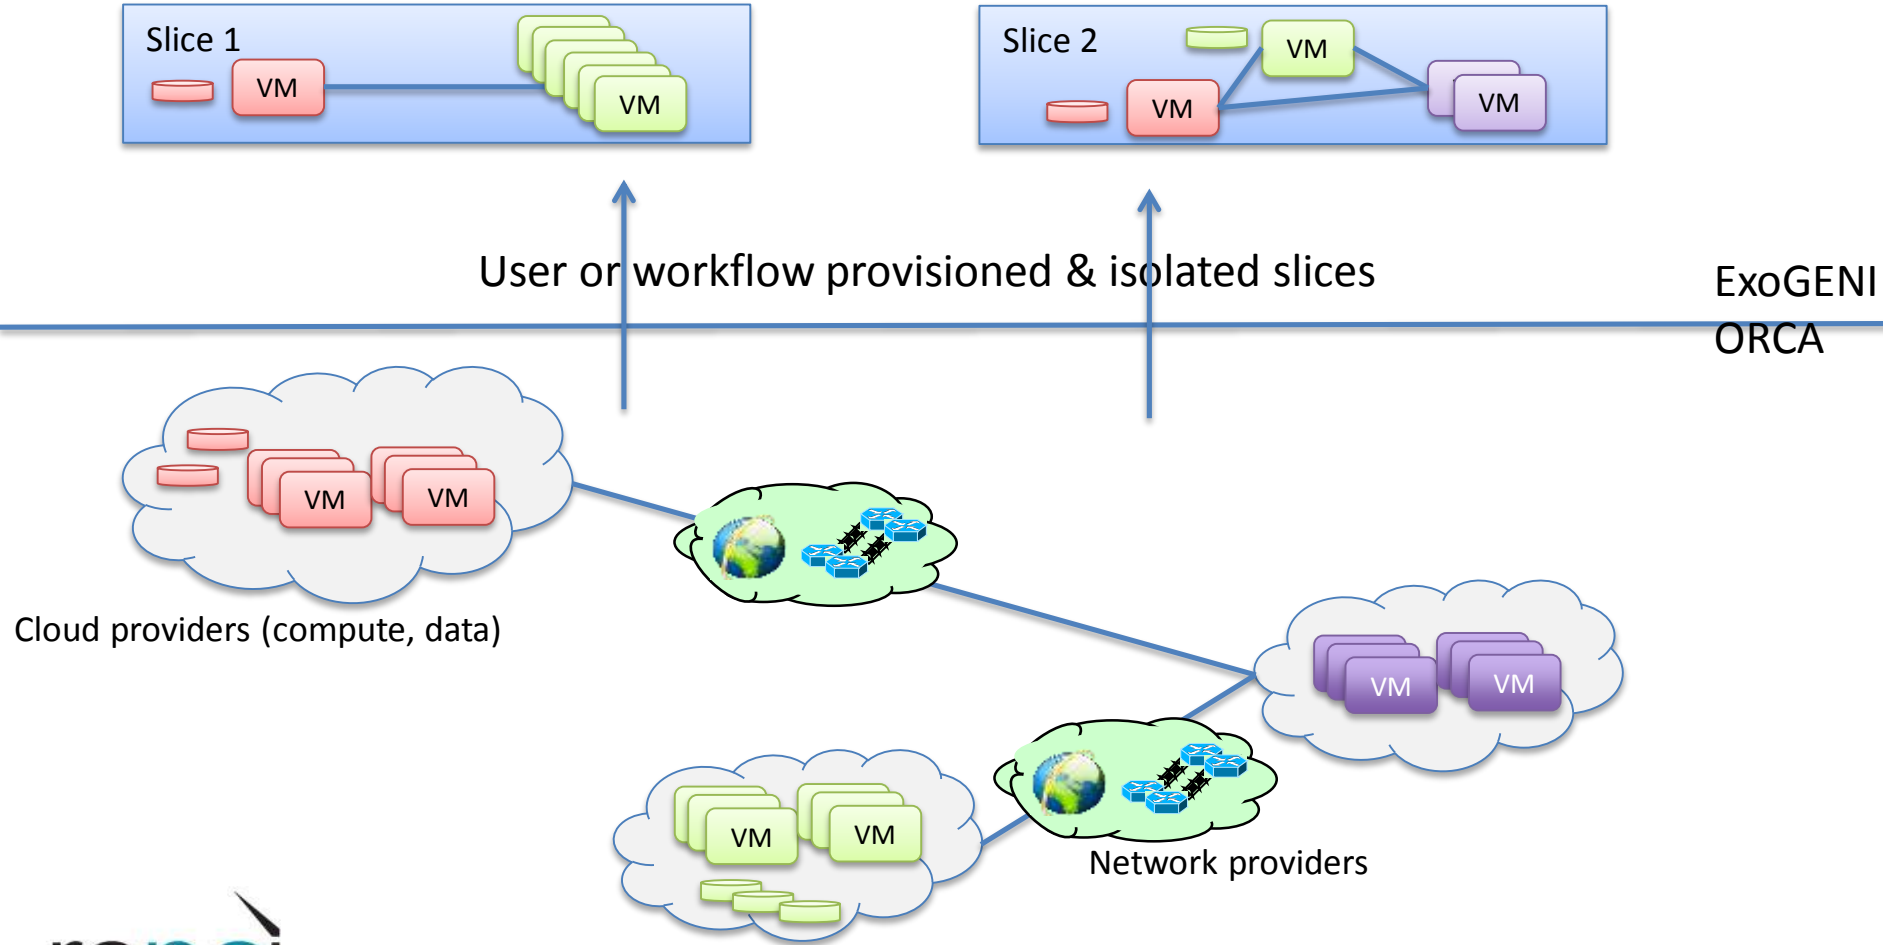 Slice 1
VM
VM
Slice 2
VM
VM
VM
User or workflow provisioned & isolated slices
ExoGENI
ORCA
VM
VM
Cloud providers (compute, data)
VM
VM
VM
VM
Network providers